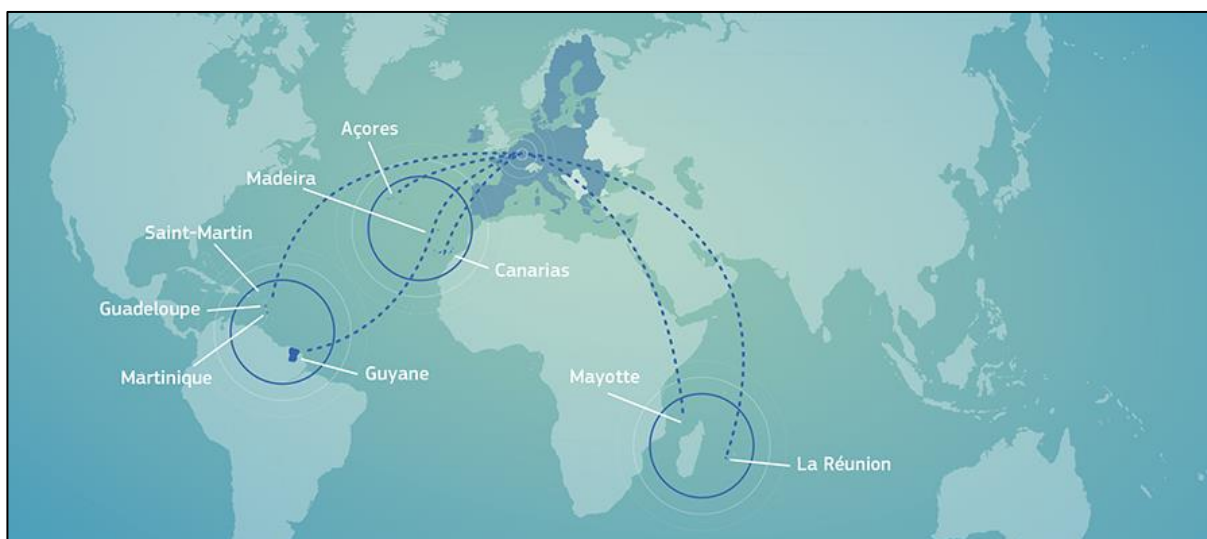 Açores
Madeira
Saint-Martin
Canarias
Guadeloupe
Martinique
Guyane
Mayotte
La Réunion